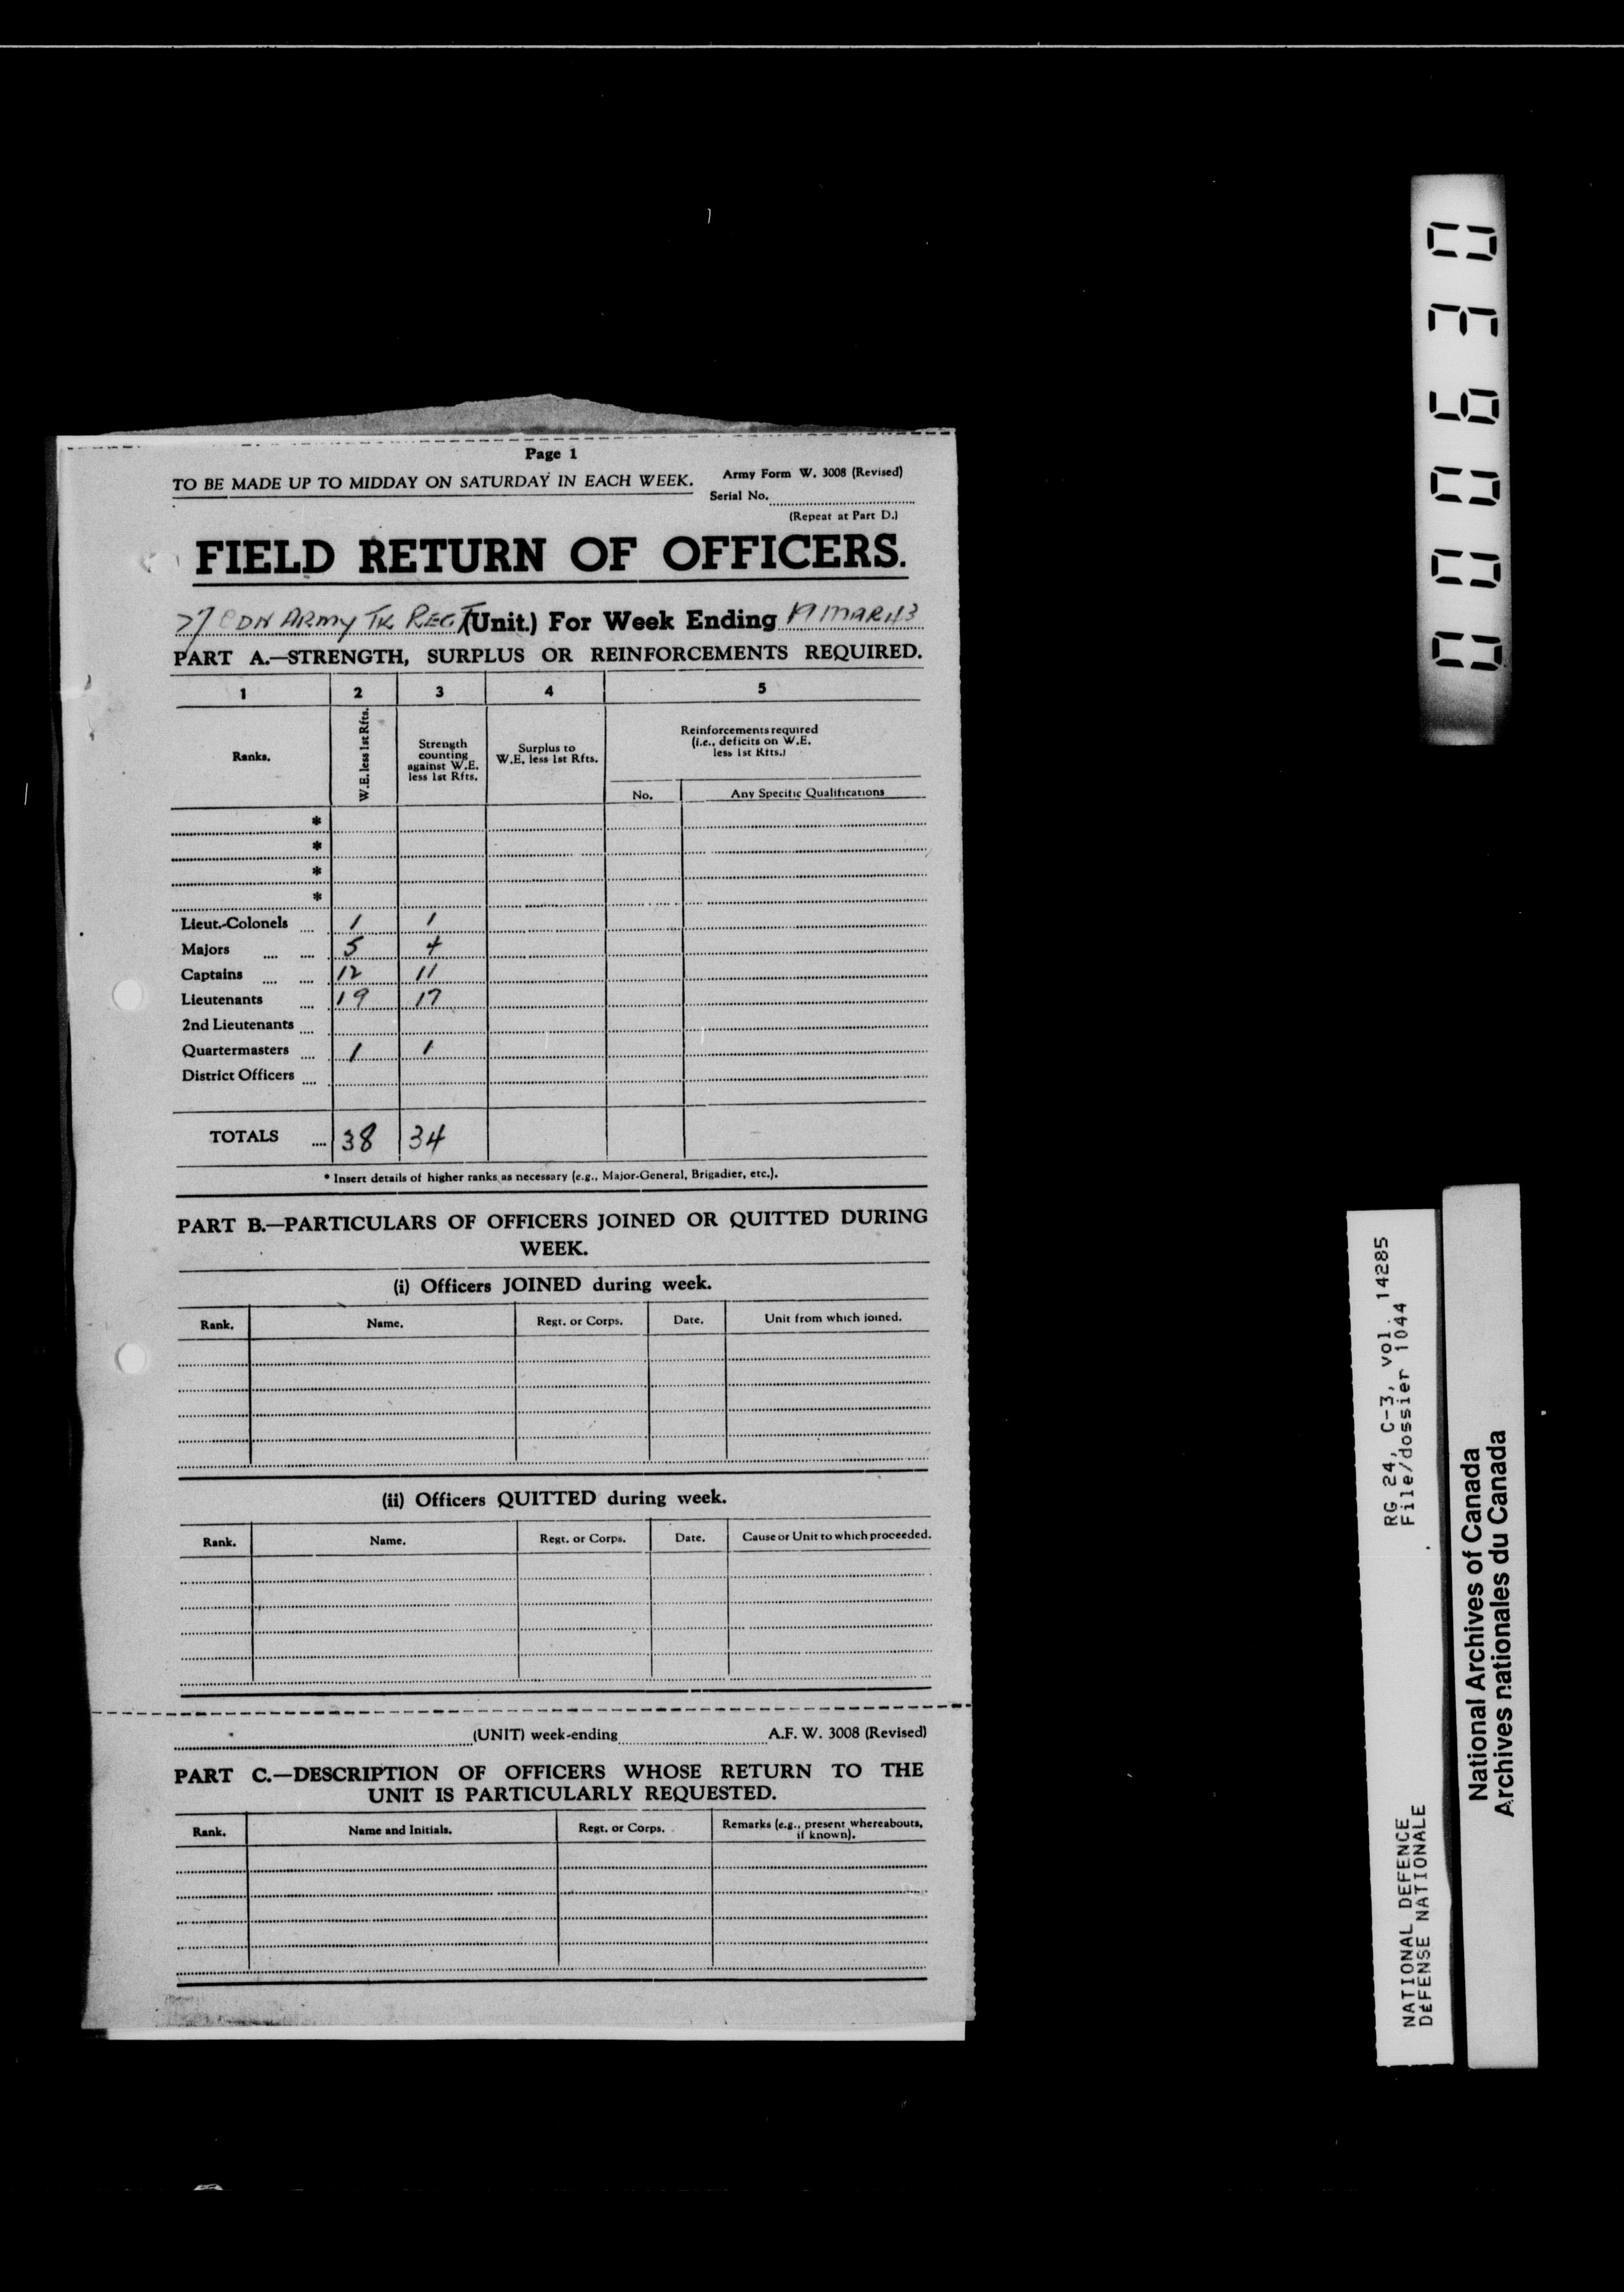 Page 1
TO BE MADE UP TO MIDDAY ON SATURDAY IN EACH WEEK.
Army Form W. 3008 (Revised)
Serial No.
(Repeat at Part D.)
FIELD RETURN OF OFFICERS.
27 CDN ARMY TK REGT (Unit.) For Week Ending MAR 43
PART A.—STRENGTH, SURPLUS OR REINFORCEMENTS REQUIRED.
1 2 3 4 5
Ranks.
W.E. less 1st Rfts.
Strength counting against W.E. less 1st Rfts.
Surplus to W.E. less 1st Rfts.
Reinforcements required (i.e., deficits on W.E. less 1st Rfts.)
No.
Any Specific Qualifications
*
*
*
*
Lieut.-Colonels .... 1 1
Majors .... .... 5 4
Captains .... .... 12 11
Lieutenants .... 19 17
2nd Lieutenants ....
Quartermasters .... 1 1
District Officers ....
TOTALS .... 38 34
* Insert details of higher ranks as necessary (e.g., Major-General, Brigadier, etc.).
PART B.—PARTICULARS OF OFFICERS JOINED OR QUITTED DURING
WEEK.
(i) Officers JOINED during week.
Rank. Name. Regt. or Corps. Date. Unit from which joined.
(ii) Officers QUITTED during week.
Rank. Name. Regt. or Corps. Date. Cause or Unit to which proceeded.
(UNIT) week-ending A.F. W. 3008 (Revised)
PART C.—DESCRIPTION OF OFFICERS WHOSE RETURN TO THE
UNIT IS PARTICULARLY REQUESTED.
Rank. Name and Initials. Regt. or Corps. Remarks (e.g., present whereabouts, if known).
000630
RG 24, C-3, vol. 14285
File/dossier 1044
NATIONAL DEFENCE
DéFENSE NATIONALE
National Archives of Canada
Archives nationales du Canada